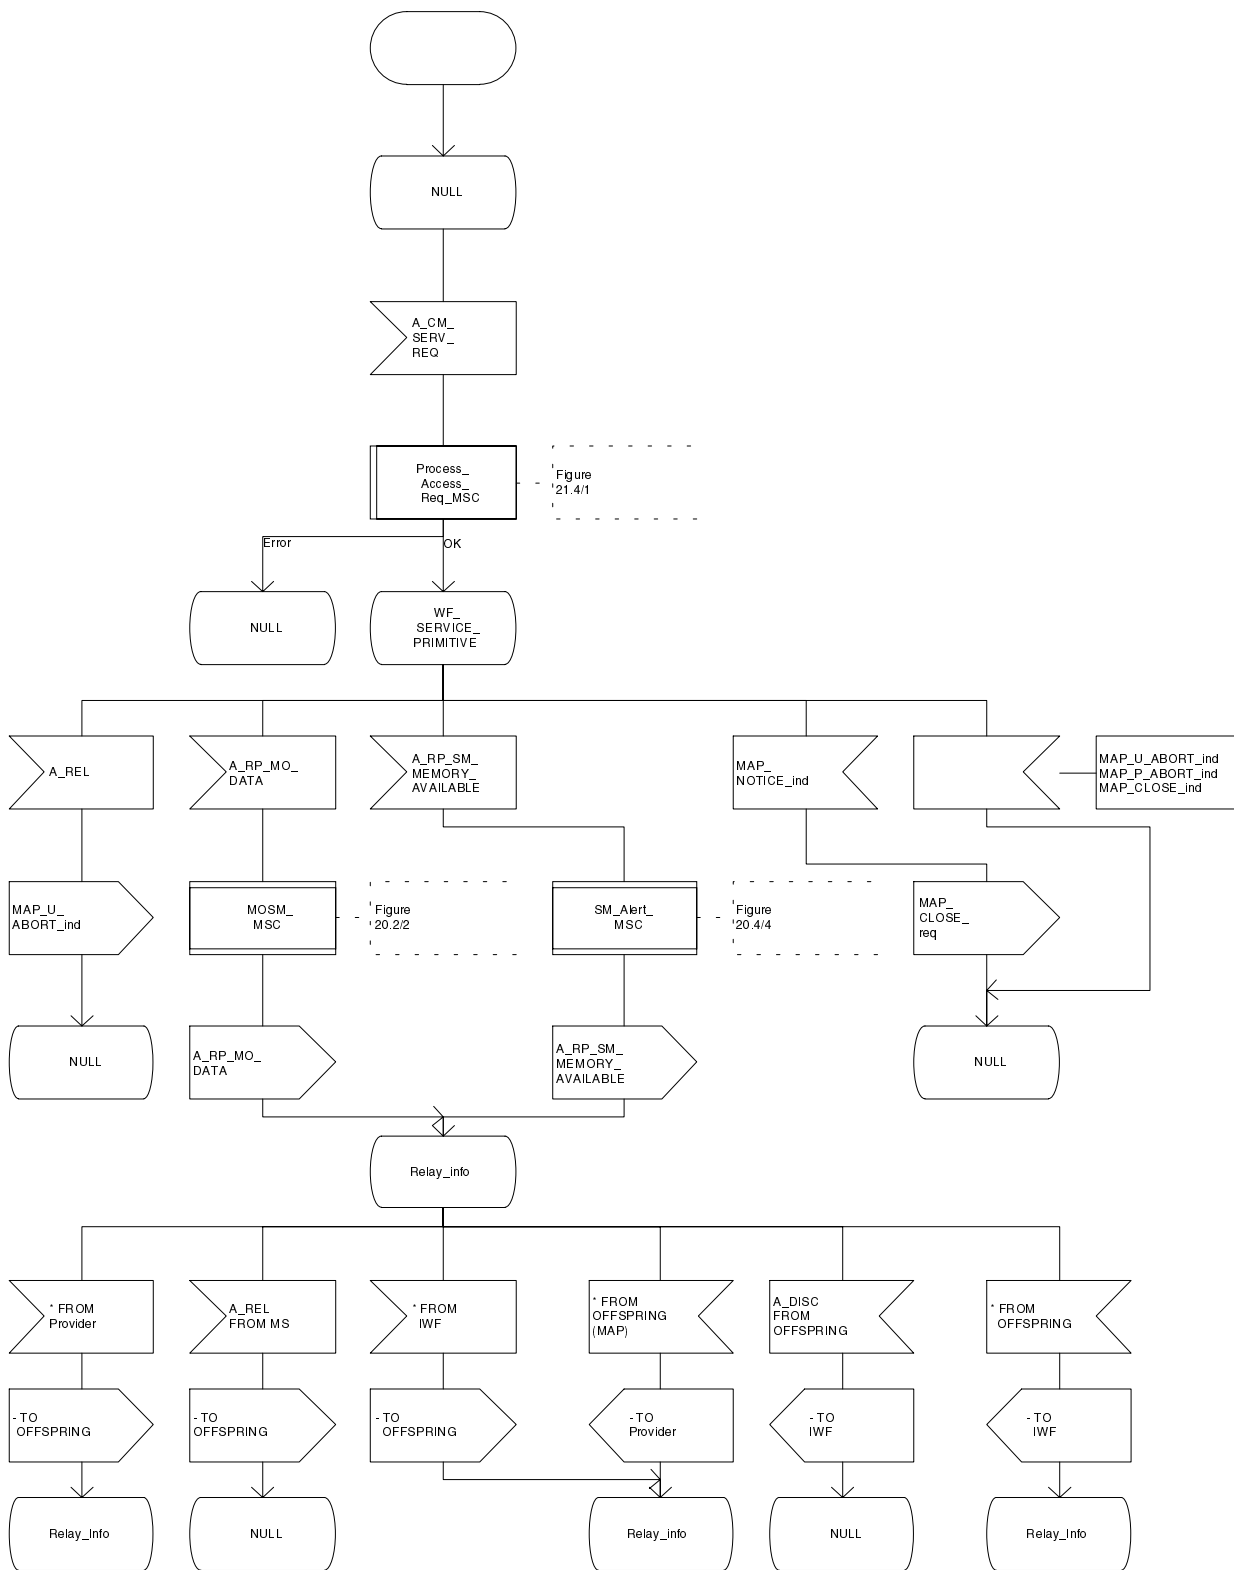 NULL
A_CM_
SERV_
REQ
Process_
Access_
Req_MSC
Figure
21.4/1
Error
OK
NULL
WF_
SERVICE_
PRIMITIVE
A_REL
A_RP_MO_
DATA
A_RP_SM_
MEMORY_
AVAILABLE
MAP_
NOTICE_ind
MAP_U_ABORT_ind
MAP_P_ABORT_ind
MAP_CLOSE_ind
MAP_U_
ABORT_ind
MOSM_
MSC
Figure
20.2/2
SM_Alert_
MSC
Figure
20.4/4
MAP_
CLOSE_
req
NULL
A_RP_MO_
DATA
A_RP_SM_
MEMORY_
AVAILABLE
NULL
Relay_info
* FROM
Provider
A_REL
FROM MS
* FROM
IWF
* FROM
OFFSPRING
(MAP)
A_DISC
FROM
OFFSPRING
* FROM
OFFSPRING
- TO
OFFSPRING
- TO
OFFSPRING
- TO
OFFSPRING
- TO
Provider
- TO
IWF
- TO
IWF
Relay_Info
NULL
Relay_info
NULL
Relay_Info